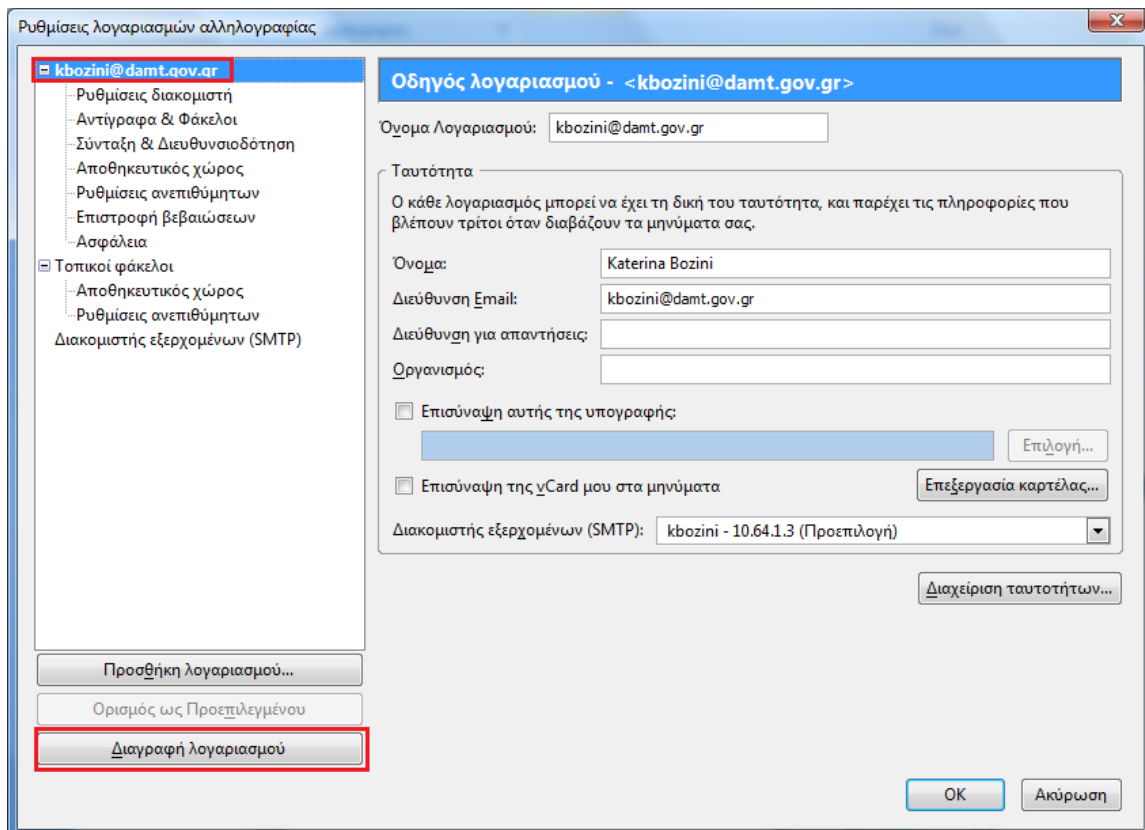 Ρυθμίσεις λογαριασμών αλληλογραφίας
kbozini@damt.gov.gr
Ρυθμίσεις διακομιστή
Αντίγραφα & Φάκελοι
Σύνταξη & Διευθυνσιοδότηση
Αποθηκευτικός χώρος
Ρυθμίσεις ανεπιθύμητων
Επιστροφή βεβαιώσεων
Ασφάλεια
Τοπικοί φάκελοι
Αποθηκευτικός χώρος
Ρυθμίσεις ανεπιθύμητων
Διακομιστής εξερχομένων (SMTP)
Προσθήκη λογαριασμού...
Ορισμός ως Προεπιλεγμένου
Διαγραφή λογαριασμού
Οδηγός λογαριασμού - <kbozini@damt.gov.gr>
Όνομα Λογαριασμού: kbozini@damt.gov.gr
Ταυτότητα
Ο κάθε λογαριασμός μπορεί να έχει τη δική του ταυτότητα, και παρέχει τις πληροφορίες που
βλέπουν τρίτοι όταν διαβάζουν τα μηνύματα σας.
Όνομα: Katerina Bozini
Διεύθυνση Email: kbozini@damt.gov.gr
Διεύθυνση για απαντήσεις:
Οργανισμός:
Επισύναψη αυτής της υπογραφής:
Επιλογή...
Επισύναψη της vCard μου στα μηνύματα Επεξεργασία καρτέλας...
Διακομιστής εξερχομένων (SMTP): kbozini - 10.64.1.3 (Προεπιλογή)
Διαχείριση ταυτοτήτων...
OK Ακύρωση